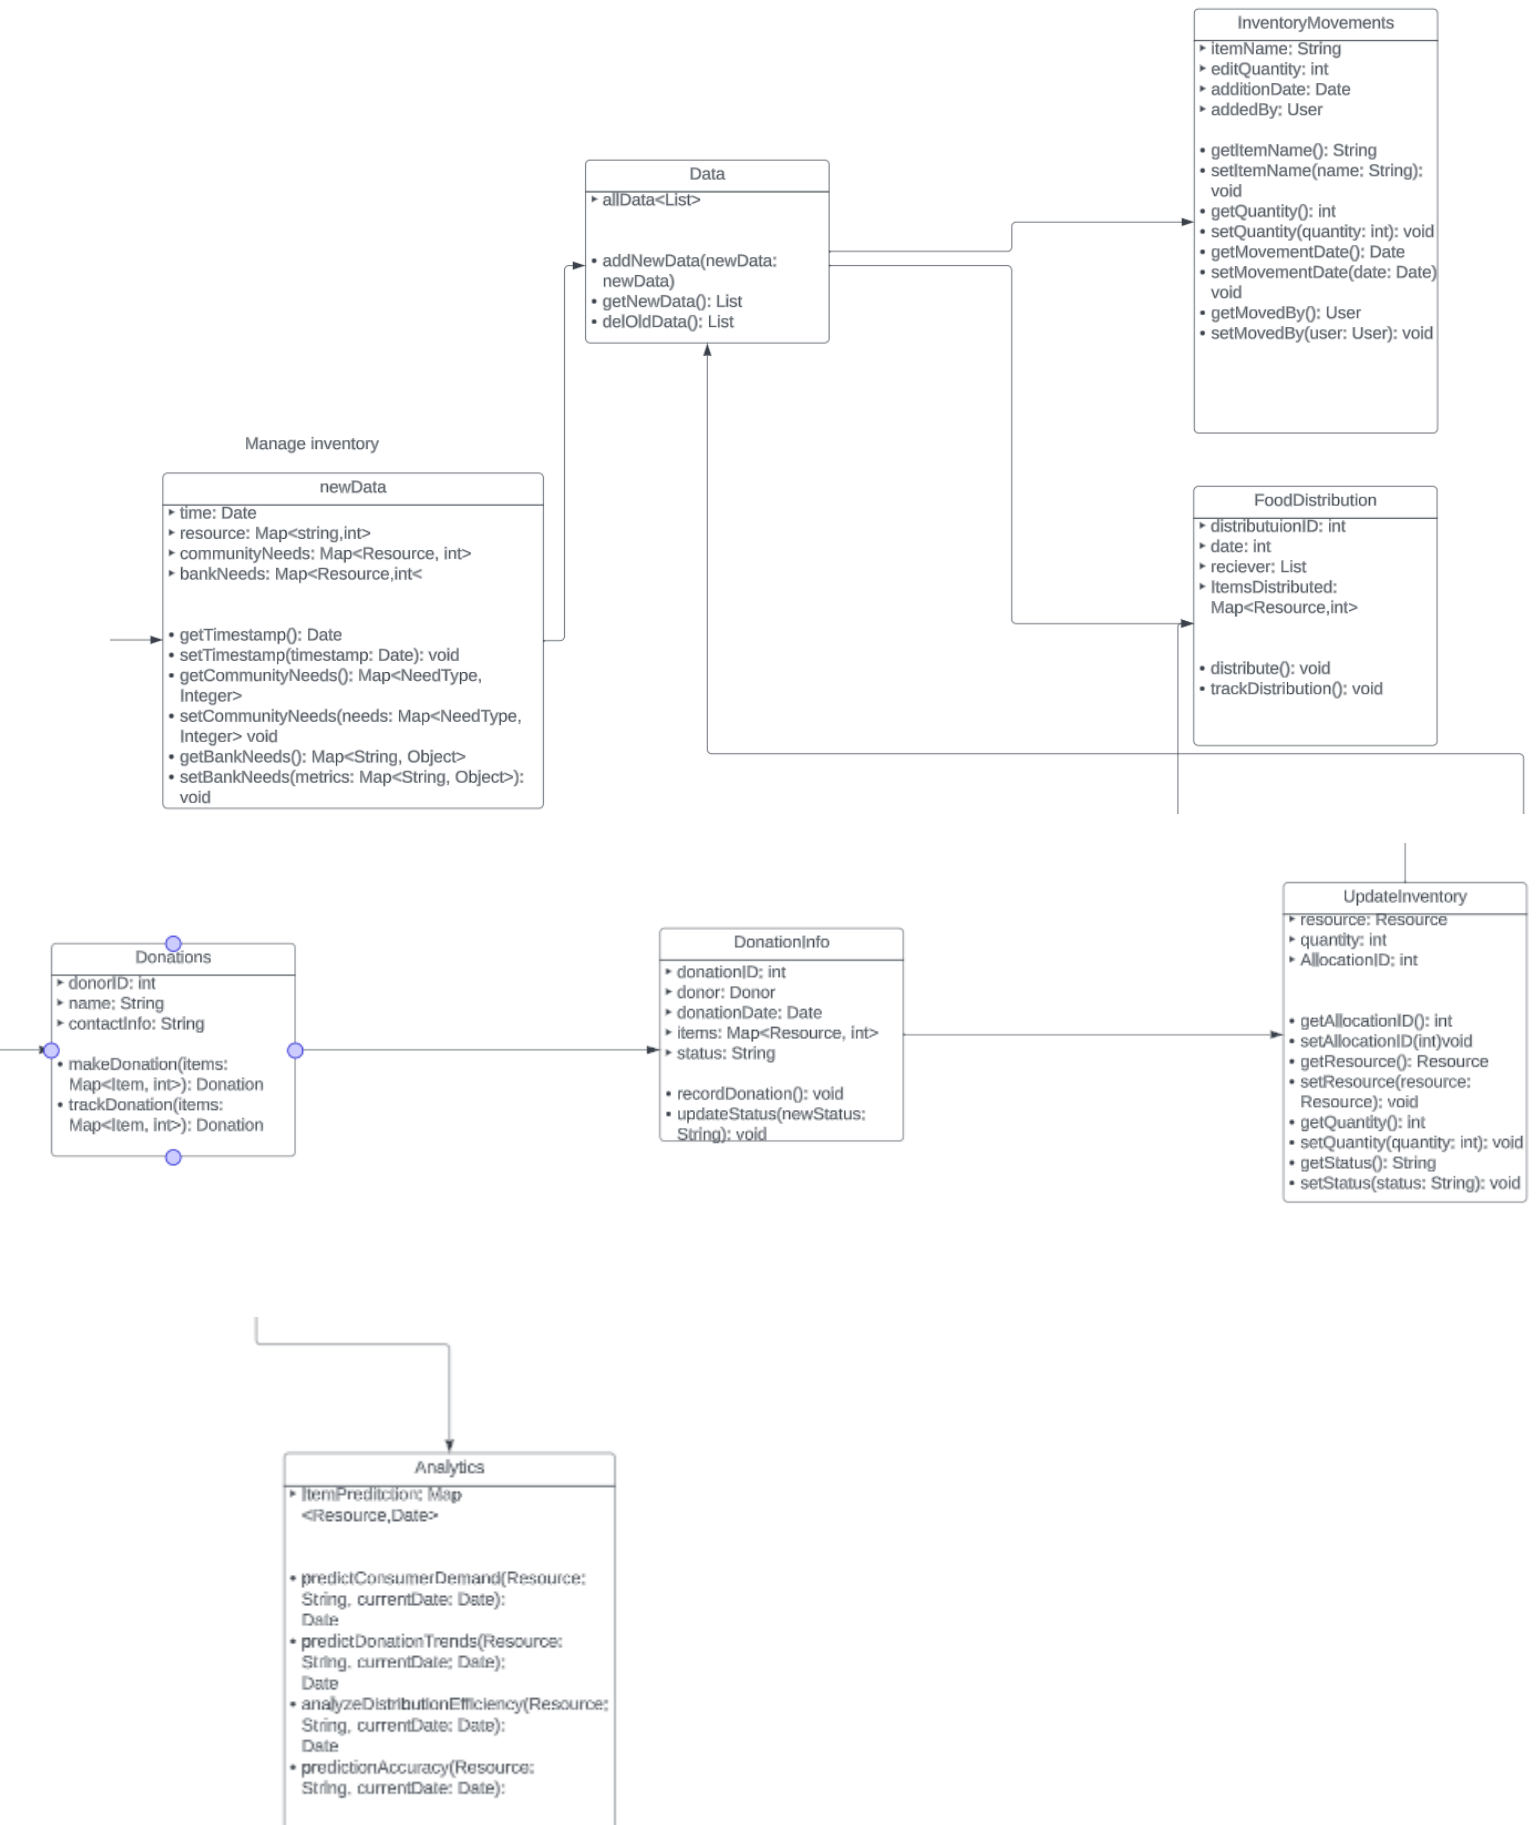 InventoryMovements
itemName: String
editQuantity: int
additionDate: Date
addedBy: User
getItemName(): String
setItemName(name: String):
void
getQuantity(): int
setQuantity(quantity: int): void
getMovementDate(): Date
setMovementDate(date: Date)
void
getMovedBy(): User
setMovedBy(user: User): void
Data
allData<List>
addNewData(newData:
newData)
getNewData(): List
delOldData(): List
Manage inventory
newData
time: Date
resource: Map<string,int>
communityNeeds: Map<Resource, int>
bankNeeds: Map<Resource,int<
getTimestamp(): Date
setTimestamp(timestamp: Date): void
getCommunityNeeds(): Map<NeedType,
Integer>
setCommunityNeeds(needs: Map<NeedType,
Integer> void
getBankNeeds(): Map<String, Object>
setBankNeeds(metrics: Map<String, Object>):
void
FoodDistribution
distributuionID: int
date: int
reciever: List
ItemsDistributed:
Map<Resource,int>
distribute(): void
trackDistribution(): void
Donations
donorID: int
name: String
contactInfo: String
makeDonation(items:
Map<Item, int>): Donation
trackDonation(items:
Map<Item, int>): Donation
DonationInfo
donationID: int
donor: Donor
donationDate: Date
items: Map<Resource, int>
status: String
recordDonation(): void
updateStatus(newStatus:
String): void
UpdateInventory
resource: Resource
quantity: int
AllocationID: int
getAllocationID(): int
setAllocationID(int)void
getResource(): Resource
setResource(resource:
Resource): void
getQuantity(): int
setQuantity(quantity: int): void
getStatus(): String
setStatus(status: String): void
Analytics
ItemPreditction: Map
<Resource,Date>
predictConsumerDemand(Resource:
String, currentDate: Date):
Date
predictDonationTrends(Resource:
String, currentDate: Date):
Date
analyzeDistributionEfficiency(Resource:
String, currentDate: Date):
Date
predictionAccuracy(Resource:
String, currentDate: Date):